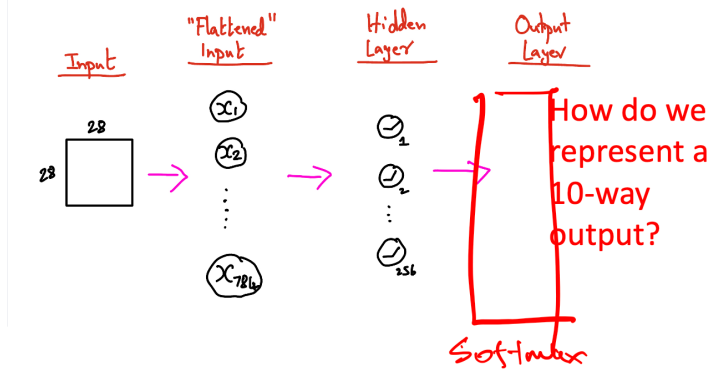 Input
"Flattened"
Input
Hidden
Layer
Output
Layer
28
28
x₁
x₂
x₇₈₄
1
2
256
How do we
represent a
10-way
output?
Softmax